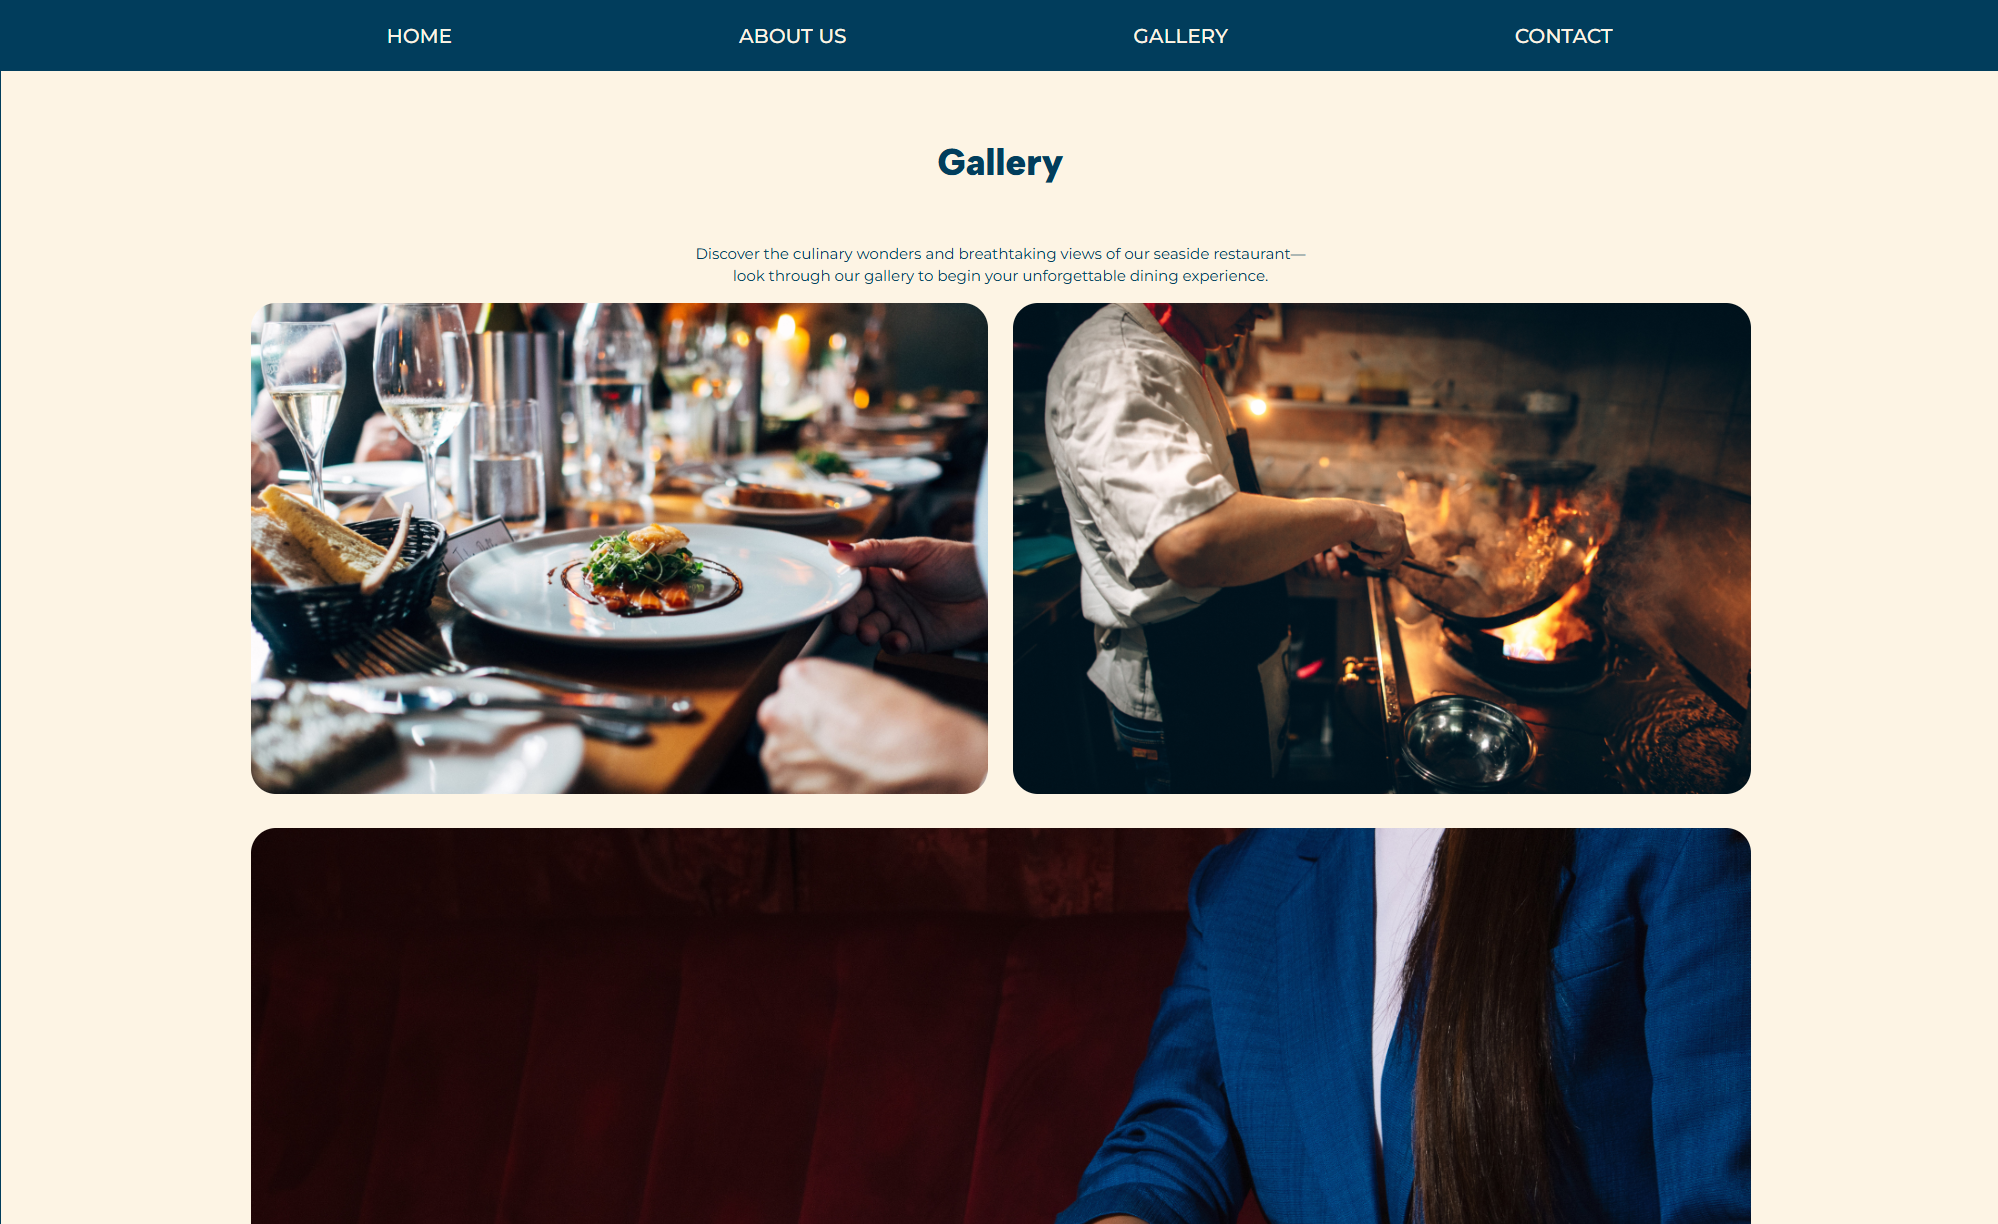 HOME ABOUT US GALLERY CONTACT
Gallery
Discover the culinary wonders and breathtaking views of our seaside restaurant—
look through our gallery to begin your unforgettable dining experience.